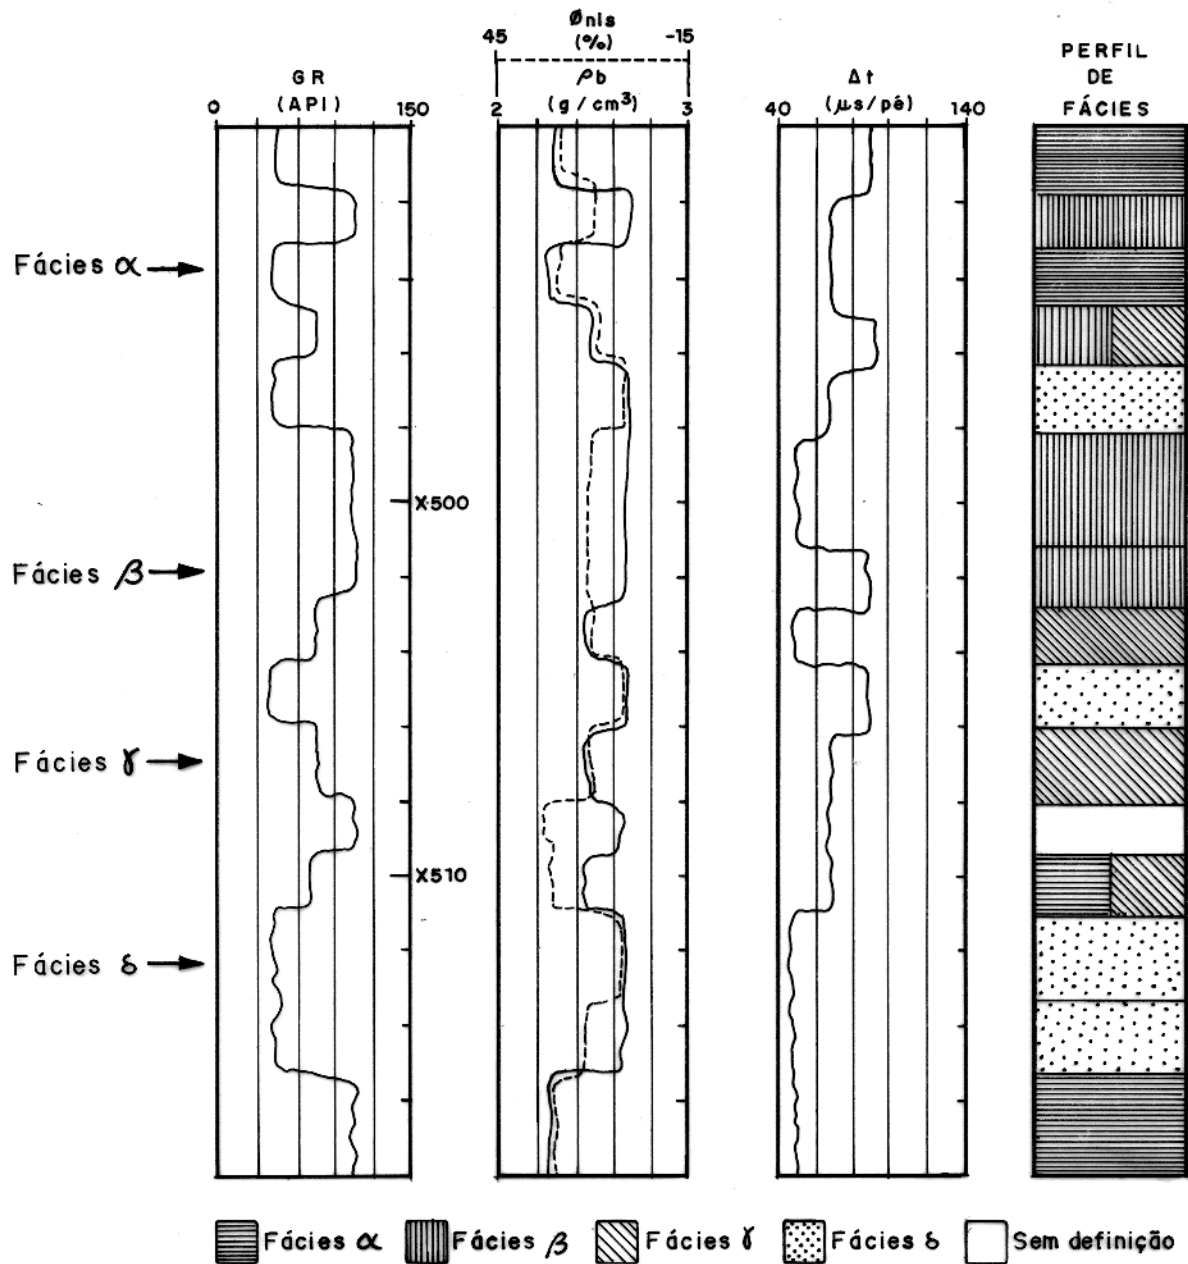 Ønls
45 (%) -15
GR
(API)
0 150
ρb
(g/cm³)
2 3
Δt
(μs/pé)
40 140
PERFIL
DE
FÁCIES
Fácies α
X500
Fácies β
Fácies γ
X510
Fácies δ
Fácies α Fácies β Fácies γ Fácies δ Sem definição